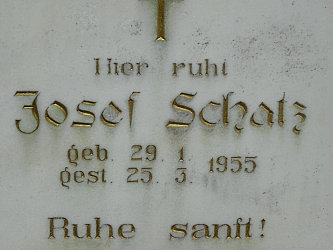 Hier ruht
Josef Schatz
geb. 29. 1. 1955
gest. 25. 3.
Ruhe sanft!